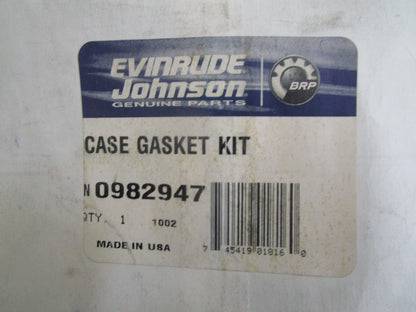 EVINRUDE
Johnson
GENUINE PARTS
BRP
CASE GASKET KIT
N 0982947
QTY. 1 1002
MADE IN USA
7 45419 01816 0